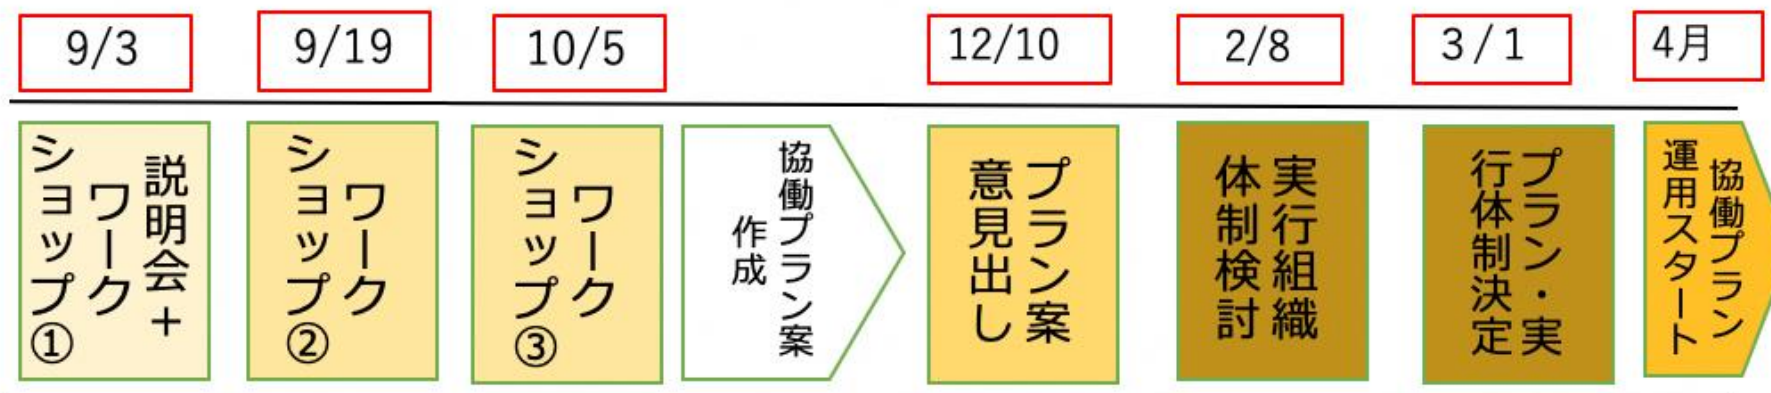 9/3
9/19
10/5
12/10
2/8
3/1
4月
説明会+
ワーク
ショップ①
ワーク
ショップ②
ワーク
ショップ③
協働プラン案
作成
プラン案
意見出し
実行組織
体制検討
プラン・実
行体制決定
協働プラン
運用スタート